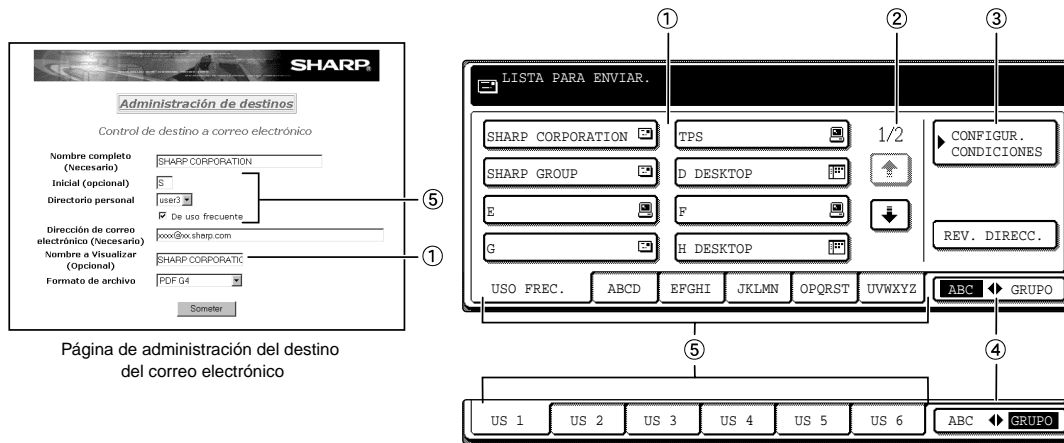 ① ② ③
SHARP
Administración de destinos
Control de destino a correo electrónico
Nombre completo
(Necesario)
SHARP CORPORATION
Inicial (opcional)
S
Directorio personal
user3
De uso frecuente
⑤
Dirección de correo
electrónico (Necesario)
xxxx@xx.sharp.com
Nombre a Visualizar
(Opcional)
SHARP CORPORATIC
①
Formato de archivo
PDF G4
Someter
Página de administración del destino
del correo electrónico
LISTA PARA ENVIAR.
SHARP CORPORATION
TPS
1/2
CONFIGUR.
CONDICIONES
SHARP GROUP
D DESKTOP
E
F
G
H DESKTOP
REV. DIRECC.
USO FREC. ABCD EFGHI JKLMN OPQRST UVWXYZ ABC GRUPO
⑤ ④
US 1 US 2 US 3 US 4 US 5 US 6 ABC GRUPO